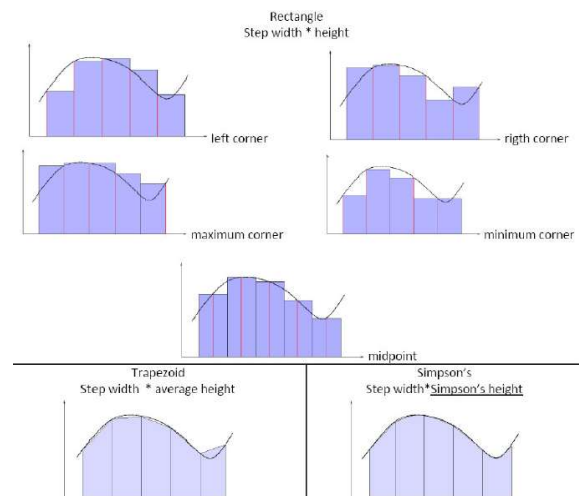 Rectangle
Step width * height
left corner
rigth corner
maximum corner
minimum corner
midpoint
Trapezoid
Step width * average height
Simpson's
Step width*Simpson's height